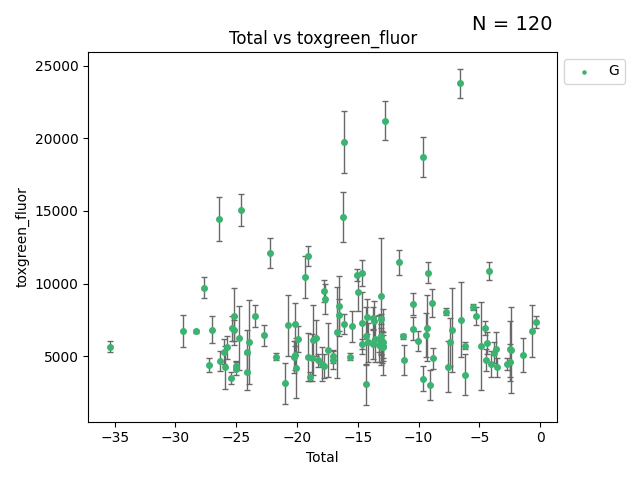 N = 120
Total vs toxgreen_fluor
G
25000
20000
15000
10000
5000
toxgreen_fluor
−35 −30 −25 −20 −15 −10 −5 0
Total